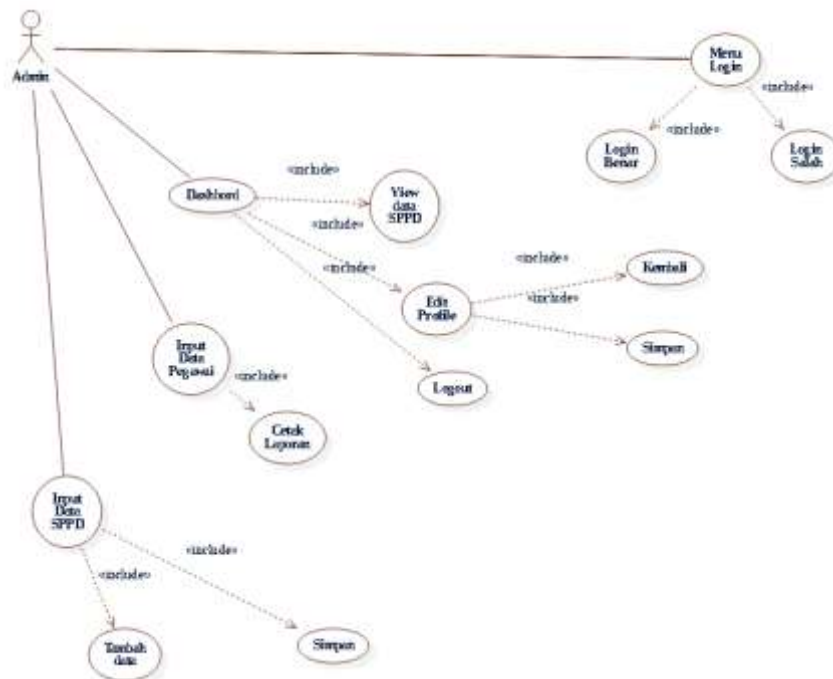 Admin
Menu
Login
«include»
«include»
Login
Benar
Login
Salah
Dashboard
«include»
View
data
SPPD
«include»
«include»
Edit
Profile
«include»
Kembali
«include»
Simpan
Logout
Input
Data
Pegawai
«include»
Cetak
Laporan
Input
Data
SPPD
«include»
«include»
Tambah
data
Simpan